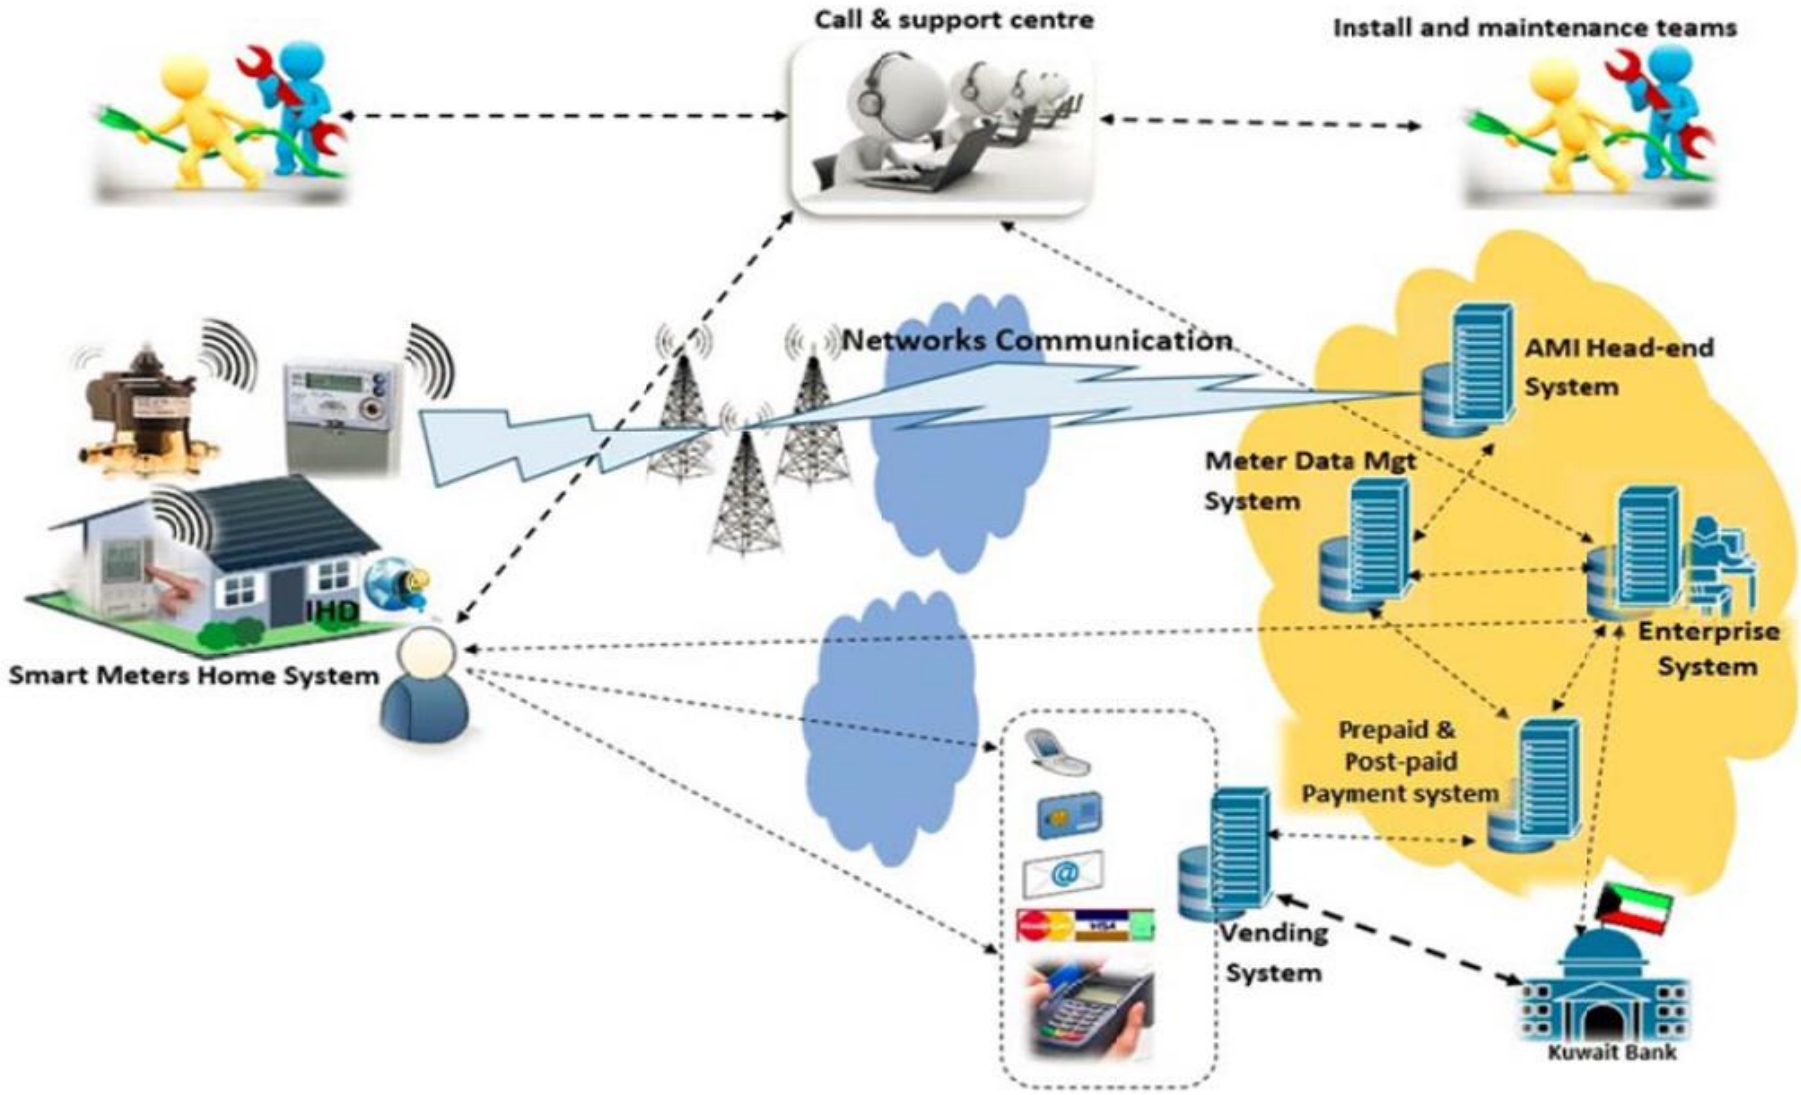 Call & support centre
Install and maintenance teams
Networks Communication
AMI Head-end
System
Meter Data Mgt
System
IHD
Enterprise
System
Smart Meters Home System
Prepaid &
Post-paid
Payment system
@
VISA
Vending
System
Kuwait Bank